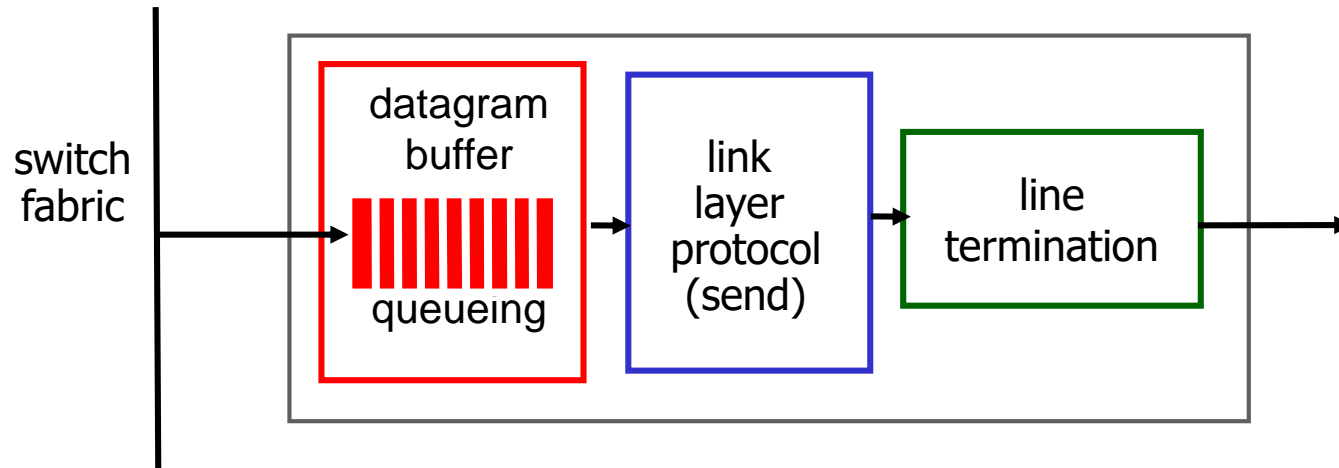 switch
fabric
datagram
buffer
queueing
link
layer
protocol
(send)
line
termination